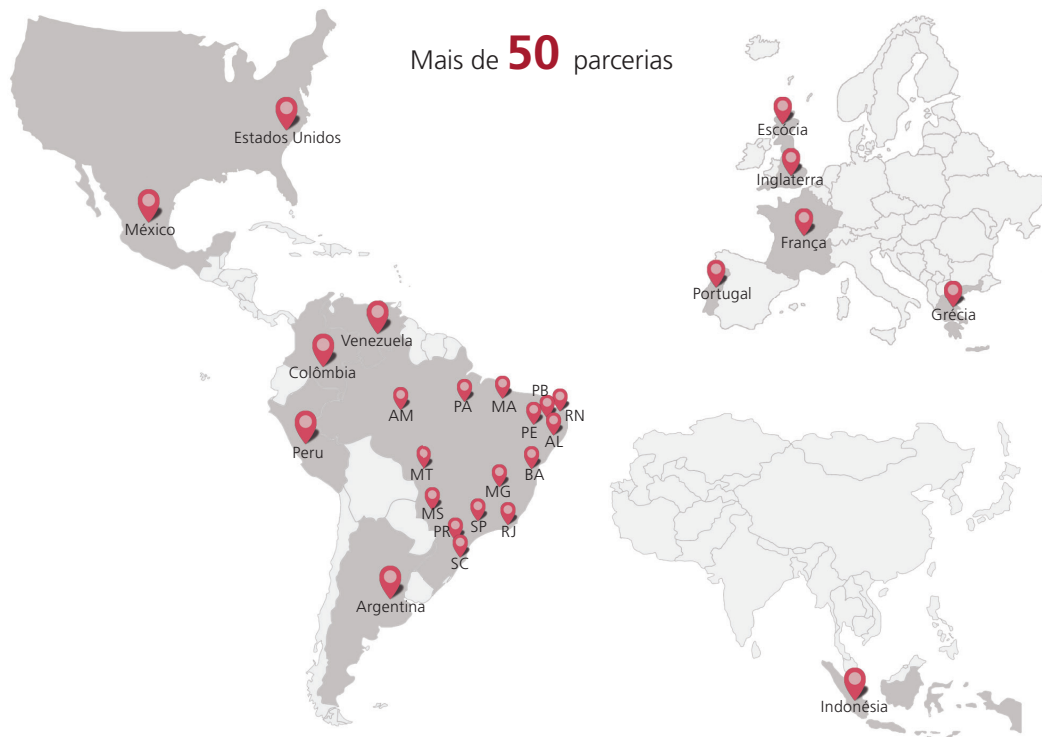 Mais de 50 parcerias
Estados Unidos
México
Venezuela
Colômbia
Peru
Argentina
AM
PA
MA
PB
RN
PE
AL
MT
BA
MG
MS
SP
RJ
PR
SC
Escócia
Inglaterra
França
Portugal
Grécia
Indonésia